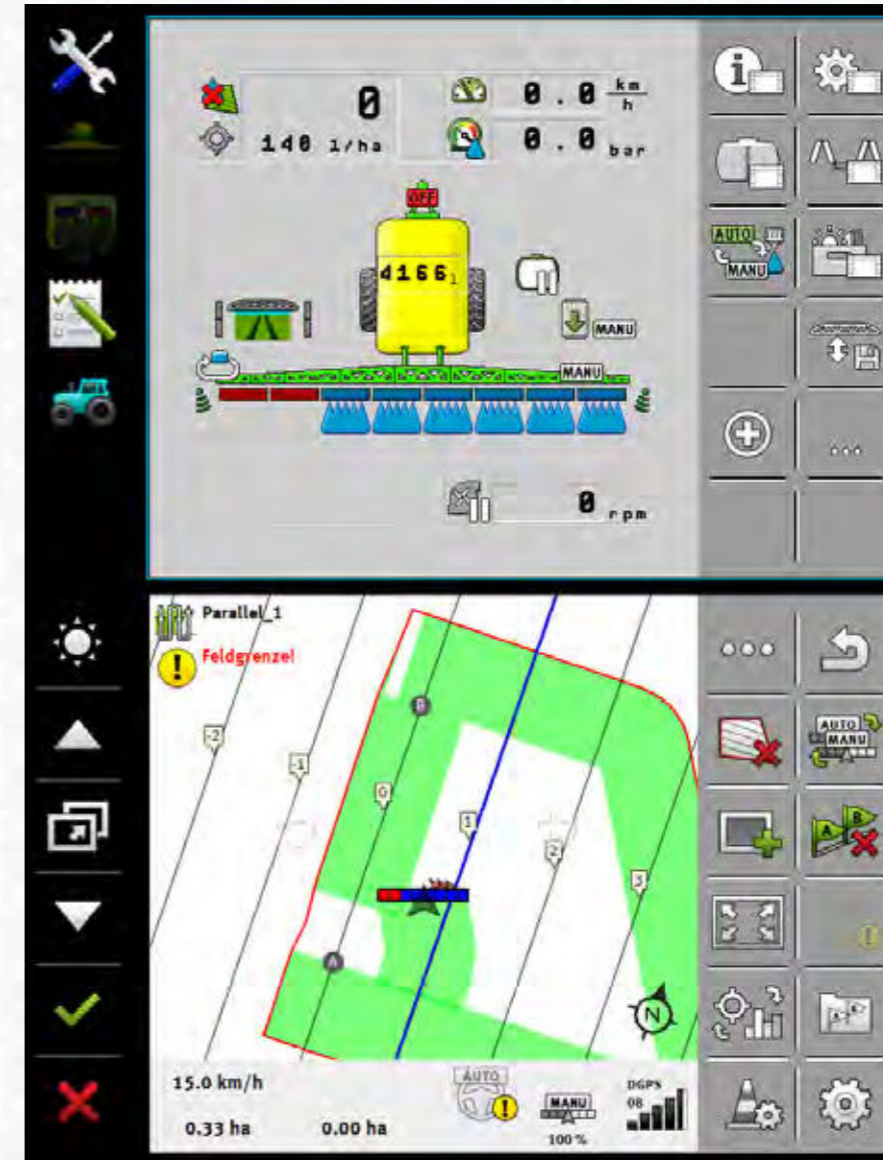 0
0.0 km/h
140 l/ha
0.0 bar
AUTO
MANU
OFF
4166 l
MANU
MANU
...
0 rpm
Parallel_1
Feldgrenze!
AUTO
MANU
B
-2
-1
0
1
2
3
A B
A
N
15.0 km/h
AUTO
MANU
100 %
DGPS
08
0.33 ha
0.00 ha